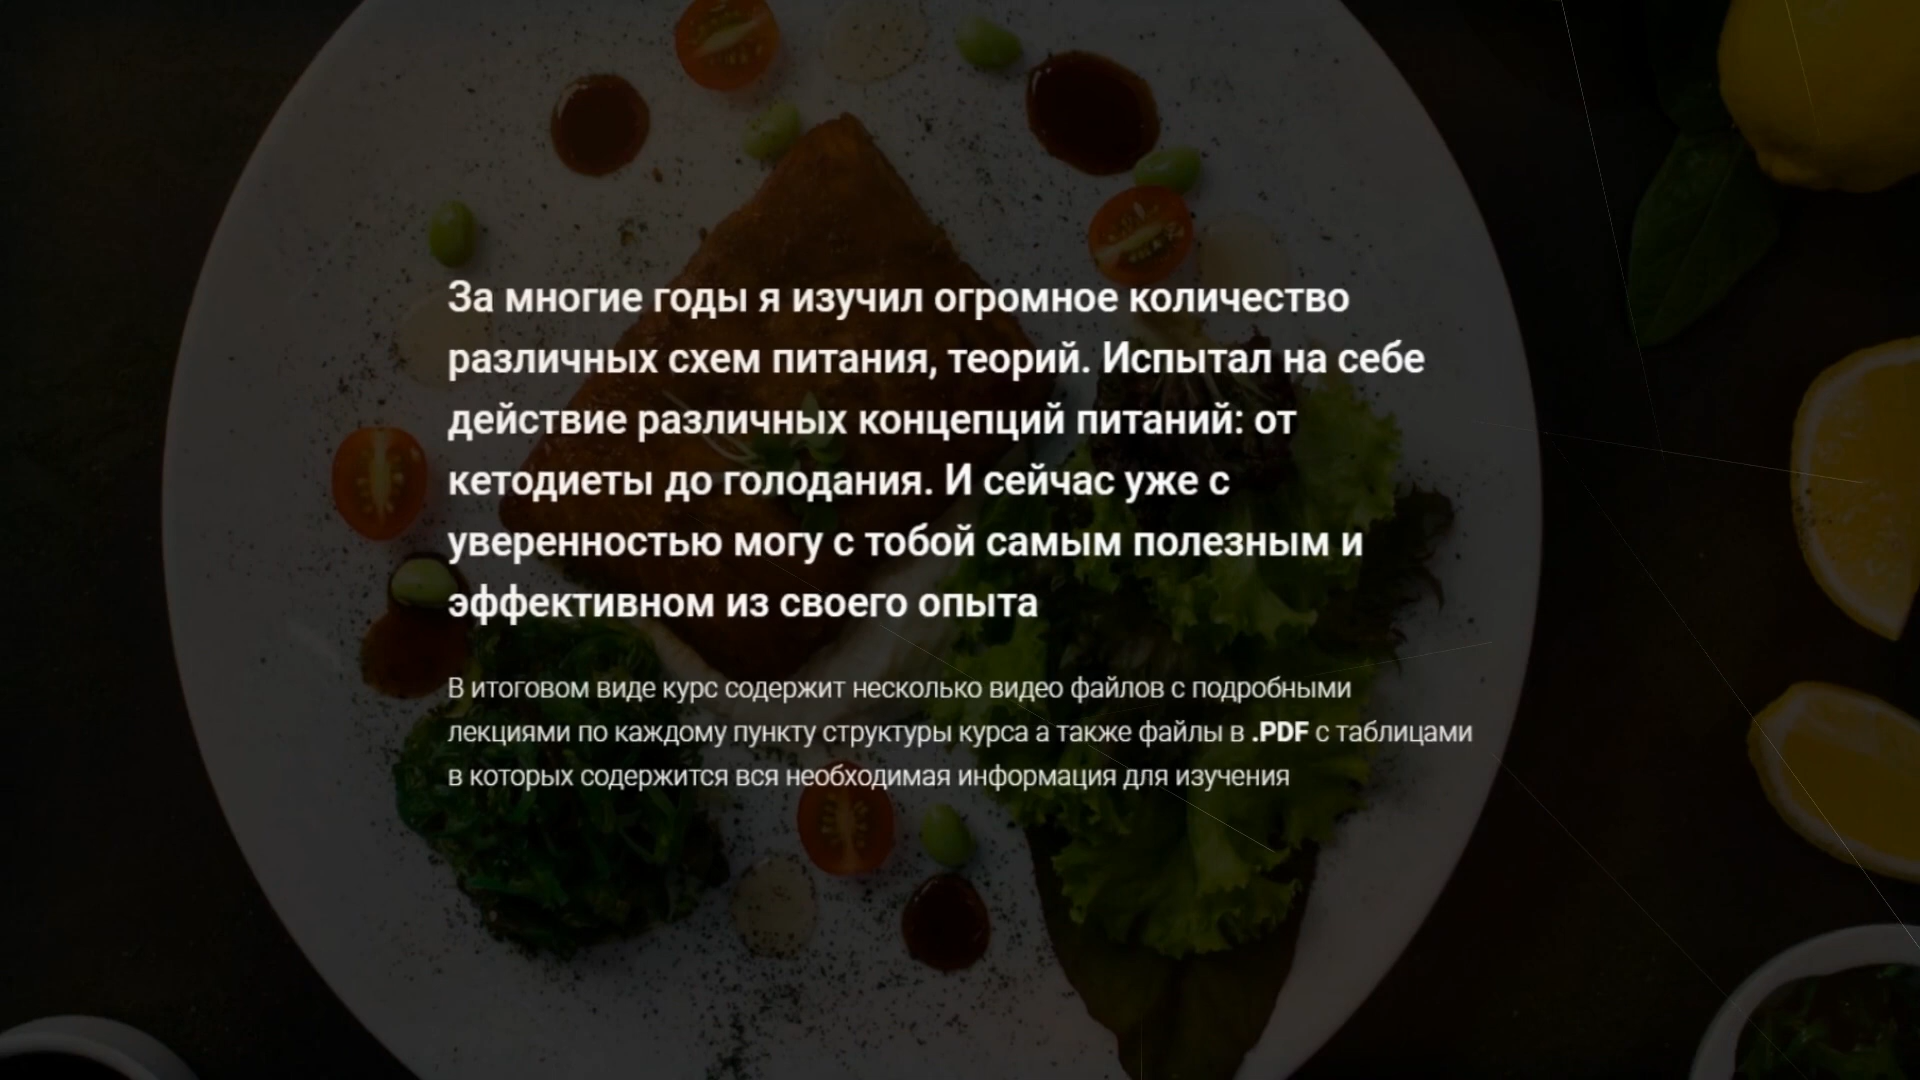 За многие годы я изучил огромное количество
различных схем питания, теорий. Испытал на себе
действие различных концепций питаний: от
кетодиеты до голодания. И сейчас уже с
уверенностью могу с тобой самым полезным и
эффективном из своего опыта
В итоговом виде курс содержит несколько видео файлов с подробными
лекциями по каждому пункту структуры курса а также файлы в .PDF с таблицами
в которых содержится вся необходимая информация для изучения